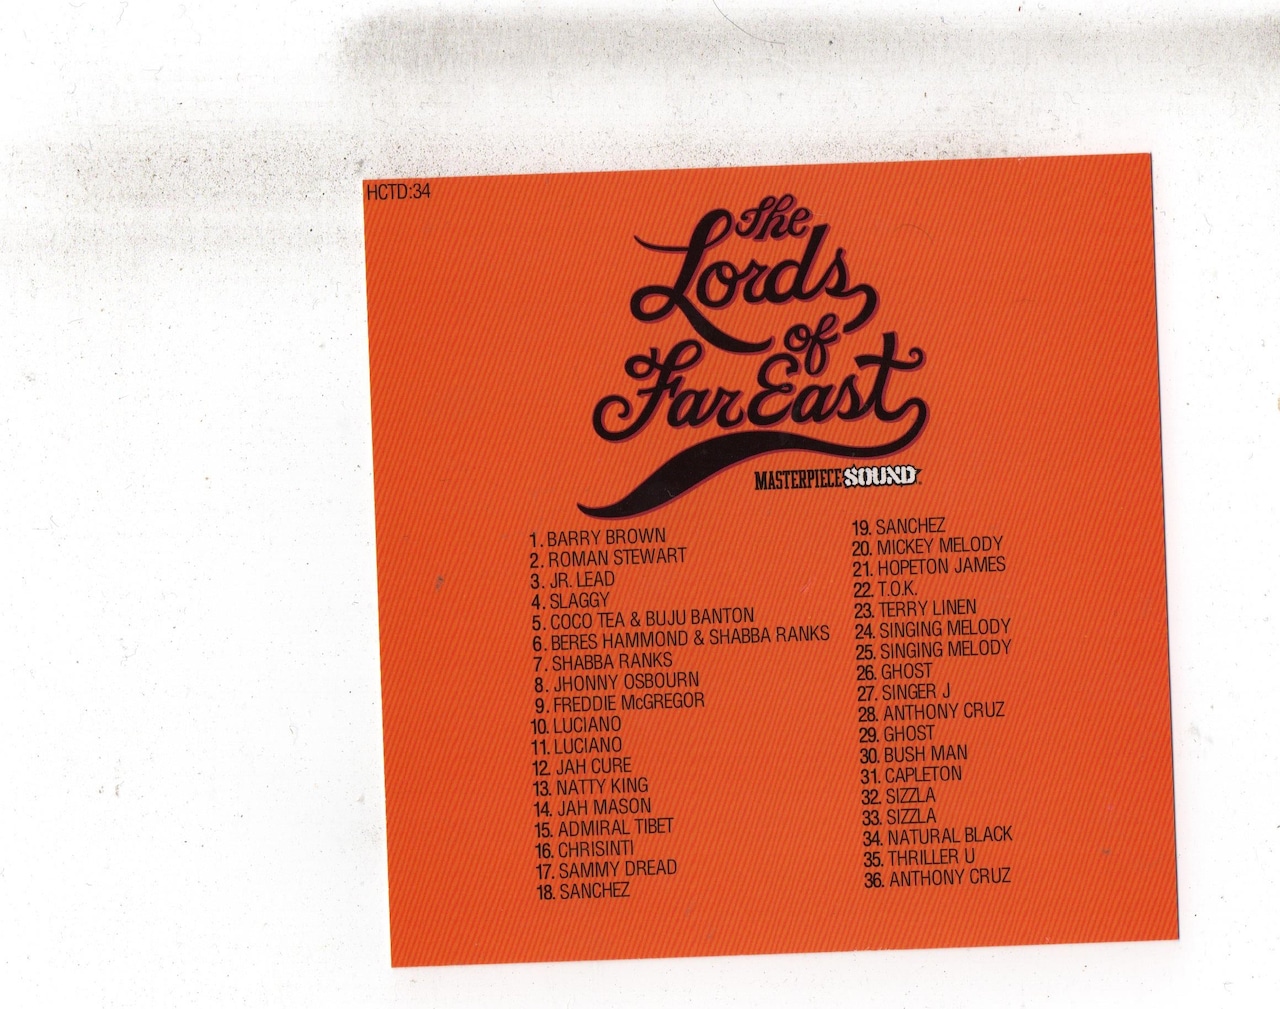 HCTD:34
The
Lords
of
Far East
MASTERPIECE SOUND
1. BARRY BROWN
2. ROMAN STEWART
3. JR. LEAD
4. SLAGGY
5. COCO TEA & BUJU BANTON
6. BERES HAMMOND & SHABBA RANKS
7. SHABBA RANKS
8. JHONNY OSBOURN
9. FREDDIE McGREGOR
10. LUCIANO
11. LUCIANO
12. JAH CURE
13. NATTY KING
14. JAH MASON
15. ADMIRAL TIBET
16. CHRISINTI
17. SAMMY DREAD
18. SANCHEZ
19. SANCHEZ
20. MICKEY MELODY
21. HOPETON JAMES
22. T.O.K.
23. TERRY LINEN
24. SINGING MELODY
25. SINGING MELODY
26. GHOST
27. SINGER J
28. ANTHONY CRUZ
29. GHOST
30. BUSH MAN
31. CAPLETON
32. SIZZLA
33. SIZZLA
34. NATURAL BLACK
35. THRILLER U
36. ANTHONY CRUZ